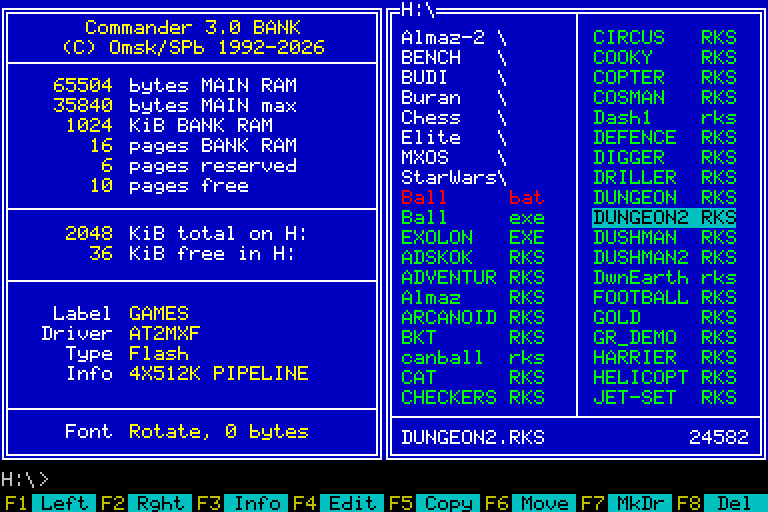 Commander 3.0 BANK
(C) Omsk/SPb 1992-2026
65504 bytes MAIN RAM
35840 bytes MAIN max
1024 KiB BANK RAM
16 pages BANK RAM
6 pages reserved
10 pages free
2048 KiB total on H:
36 KiB free in H:
Label GAMES
Driver AT2MXF
Type Flash
Info 4X512K PIPELINE
Font Rotate, 0 bytes
H:\
Almaz-2 \
BENCH \
BUDI \
Buran \
Chess \
Elite \
MXOS \
StarWars\
Ball bat
Ball exe
EXOLON EXE
ADSKOK RKS
ADVENTUR RKS
Almaz RKS
ARCANOID RKS
BKT RKS
canball rks
CAT RKS
CHECKERS RKS
CIRCUS RKS
COOKY RKS
COPTER RKS
COSMAN RKS
Dash1 rks
DEFENCE RKS
DIGGER RKS
DRILLER RKS
DUNGEON RKS
DUNGEON2 RKS
DUSHMAN RKS
DUSHMAN2 RKS
DwnEarth rks
FOOTBALL RKS
GOLD RKS
GR_DEMO RKS
HARRIER RKS
HELICOPT RKS
JET-SET RKS
DUNGEON2.RKS 24582
H:\>
F1 Left F2 Rght F3 Info F4 Edit F5 Copy F6 Move F7 MkDr F8 Del